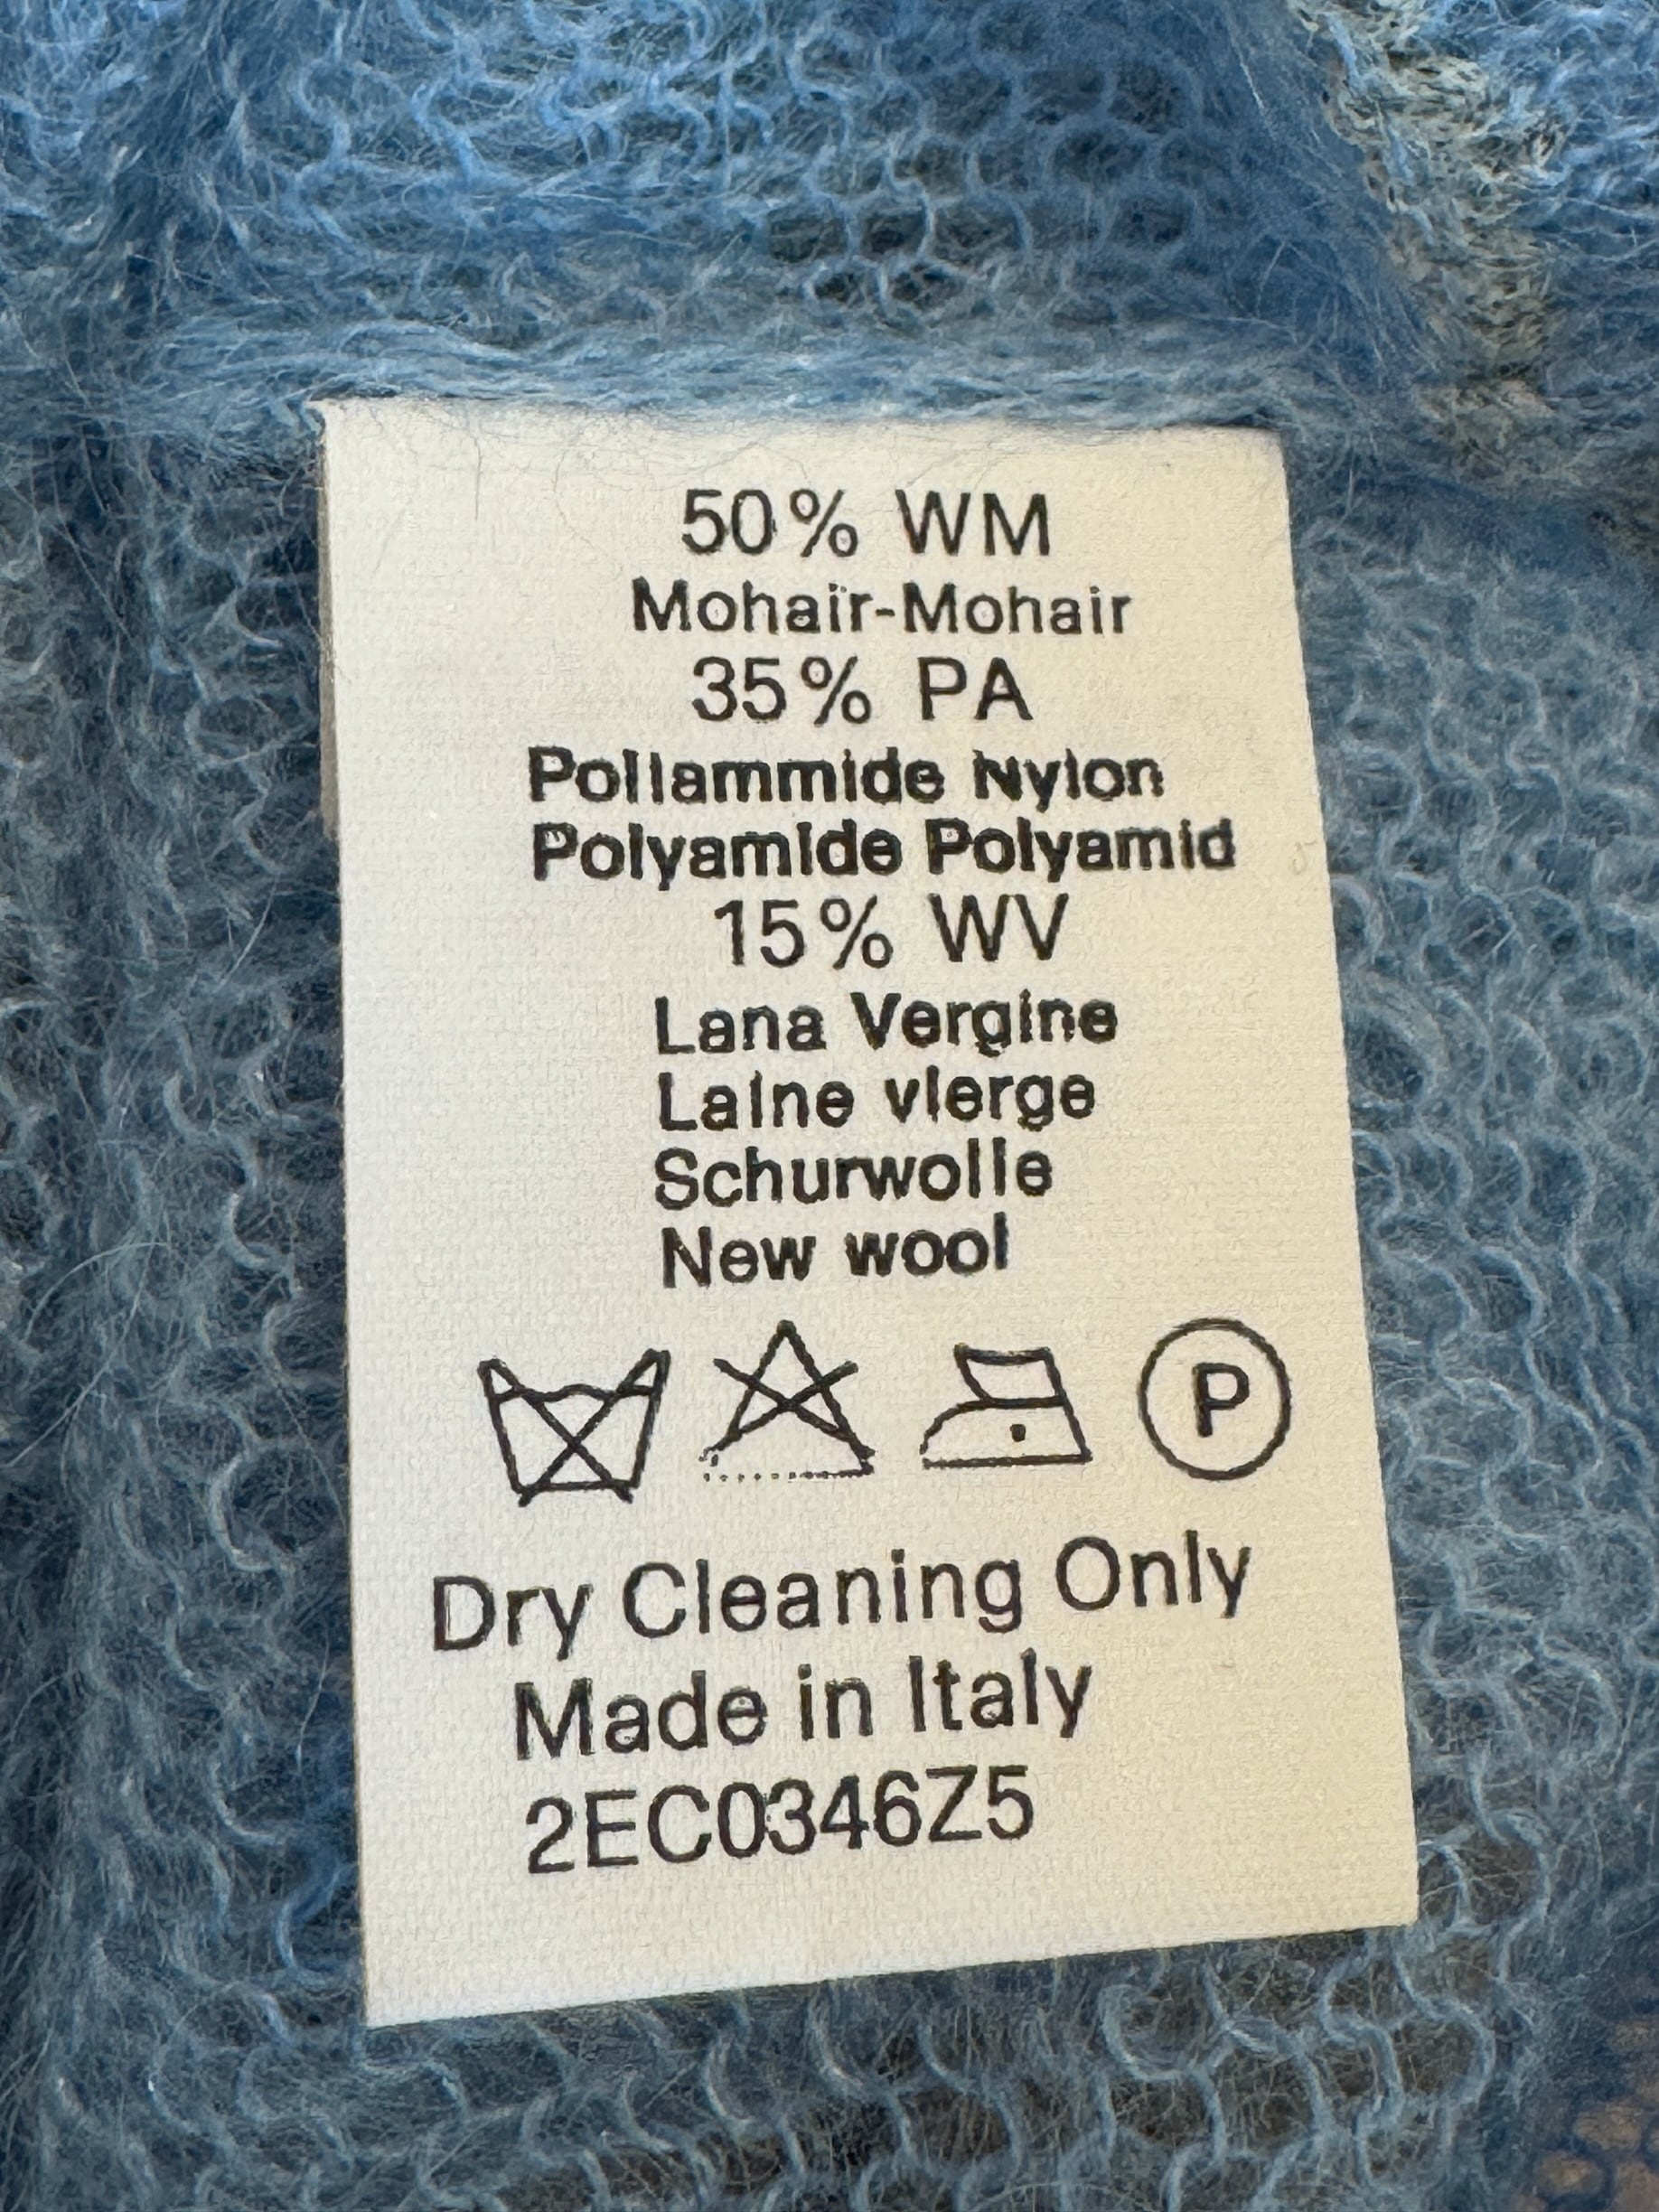 50% WM
Mohair-Mohair
35% PA
Poliammide Nylon
Polyamide Polyamid
15% WV
Lana Vergine
Laine vierge
Schurwolle
New wool
P
Dry Cleaning Only
Made in Italy
2EC0346Z5